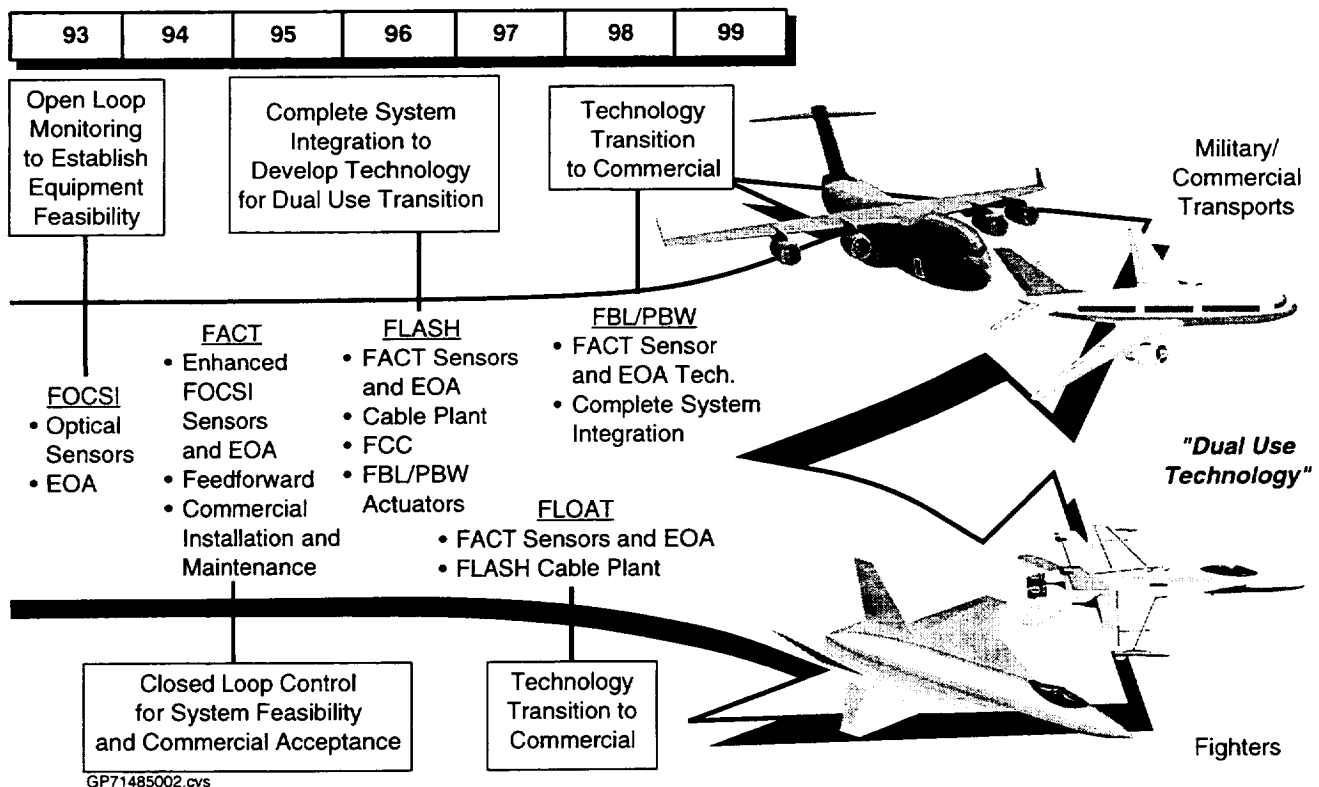 93 94 95 96 97 98 99
Open Loop
Monitoring
to Establish
Equipment
Feasibility
Complete System
Integration to
Develop Technology
for Dual Use Transition
Technology
Transition
to Commercial
Military/
Commercial
Transports
FOCSI
• Optical
Sensors
• EOA
FACT
• Enhanced
FOCSI
Sensors
and EOA
• Feedforward
• Commercial
Installation and
Maintenance
FLASH
• FACT Sensors
and EOA
• Cable Plant
• FCC
• FBL/PBW
Actuators
FBL/PBW
• FACT Sensor
and EOA Tech.
• Complete System
Integration
"Dual Use
Technology"
FLOAT
• FACT Sensors and EOA
• FLASH Cable Plant
Closed Loop Control
for System Feasibility
and Commercial Acceptance
Technology
Transition to
Commercial
Fighters
GP71485002.cvs